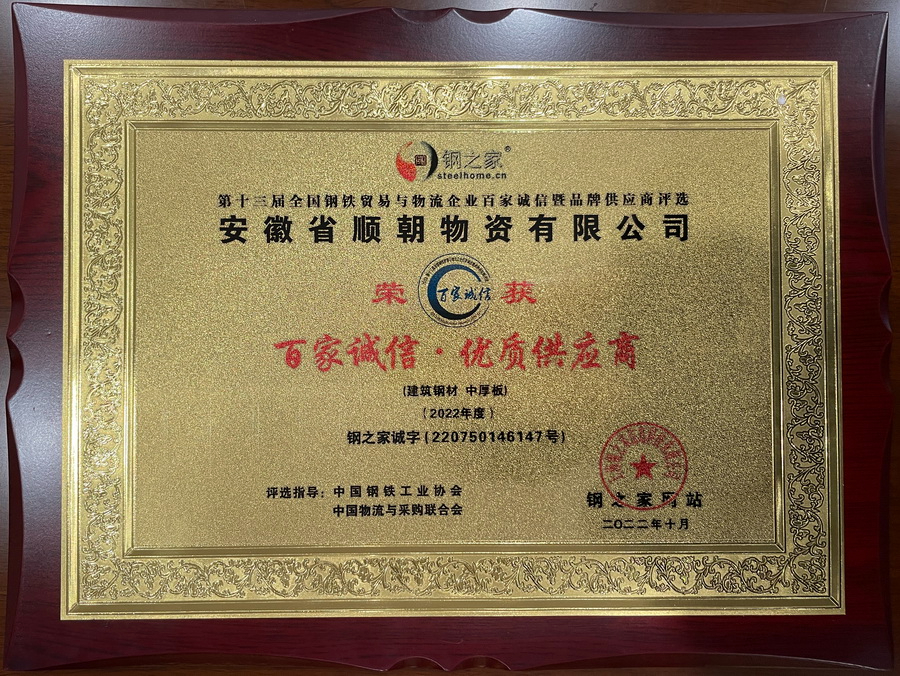 钢之家®
steelhome.cn
第十三届全国钢铁贸易与物流企业百家诚信暨品牌供应商评选
安徽省顺朝物资有限公司
荣 百家诚信 获
百家诚信·优质供应商
(建筑钢材 中厚板)
(2022年度)
钢之家诚字(220750146147号)
评选指导:中国钢铁工业协会
中国物流与采购联合会
钢之家网站
二〇二二年十月